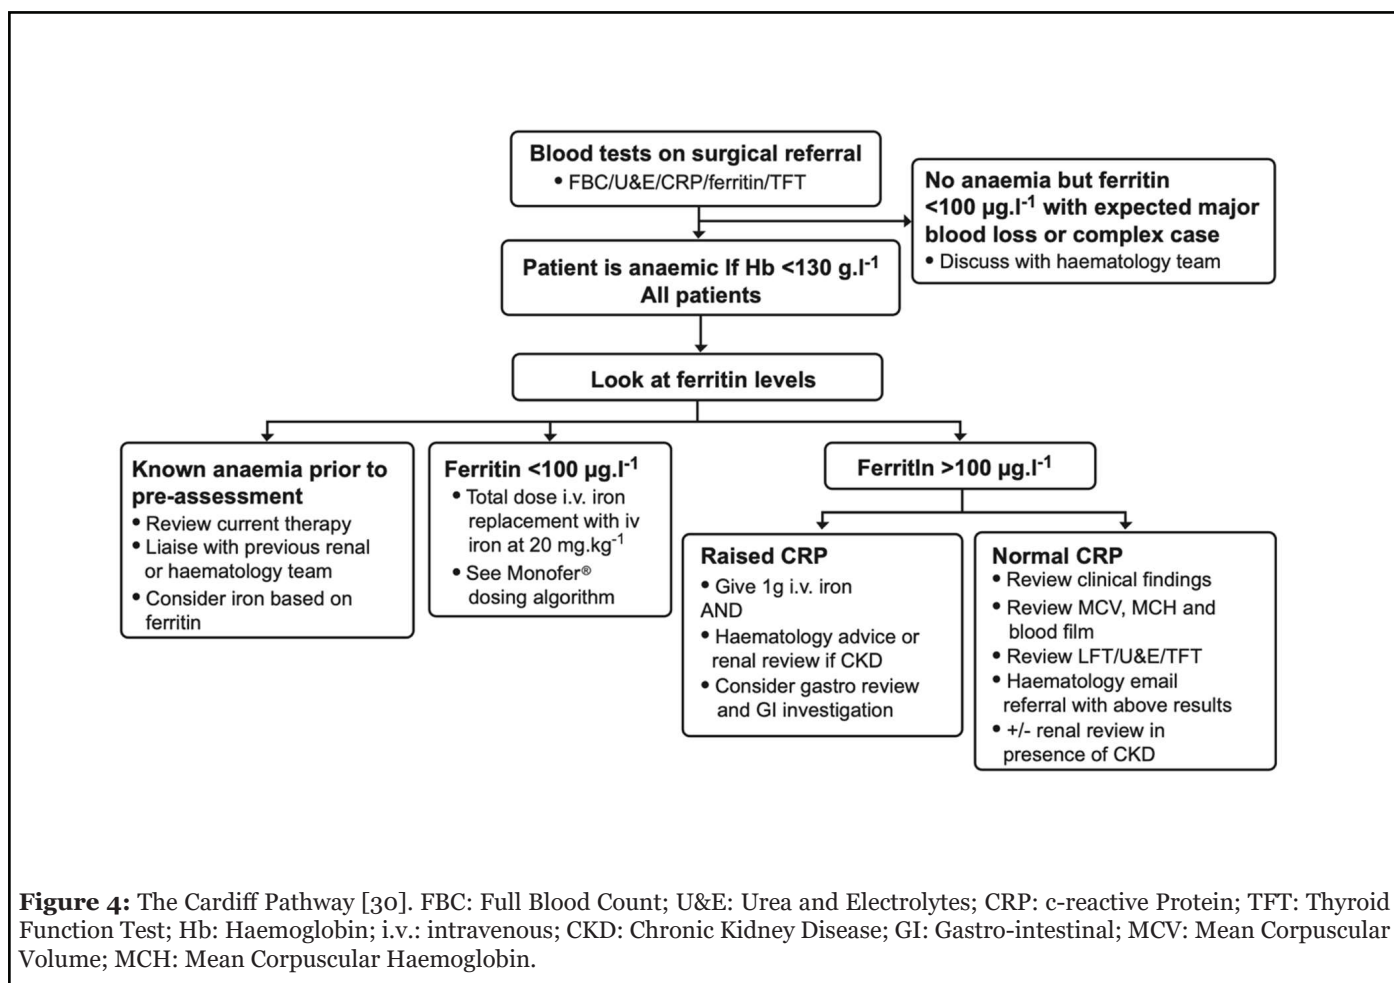 Blood tests on surgical referral
• FBC/U&E/CRP/ferritin/TFT
No anaemia but ferritin
<100 µg.l⁻¹ with expected major
blood loss or complex case
• Discuss with haematology team
Patient is anaemic If Hb <130 g.l⁻¹
All patients
Look at ferritin levels
Known anaemia prior to
pre-assessment
• Review current therapy
• Liaise with previous renal
or haematology team
• Consider iron based on
ferritin
Ferritin <100 µg.l⁻¹
• Total dose i.v. iron
replacement with iv
iron at 20 mg.kg⁻¹
• See Monofer®
dosing algorithm
FerritIn >100 µg.l⁻¹
Raised CRP
• Give 1g i.v. iron
AND
• Haematology advice or
renal review if CKD
• Consider gastro review
and GI investigation
Normal CRP
• Review clinical findings
• Review MCV, MCH and
blood film
• Review LFT/U&E/TFT
• Haematology email
referral with above results
• +/- renal review in
presence of CKD
Figure 4: The Cardiff Pathway [30]. FBC: Full Blood Count; U&E: Urea and Electrolytes; CRP: c-reactive Protein; TFT: Thyroid
Function Test; Hb: Haemoglobin; i.v.: intravenous; CKD: Chronic Kidney Disease; GI: Gastro-intestinal; MCV: Mean Corpuscular
Volume; MCH: Mean Corpuscular Haemoglobin.